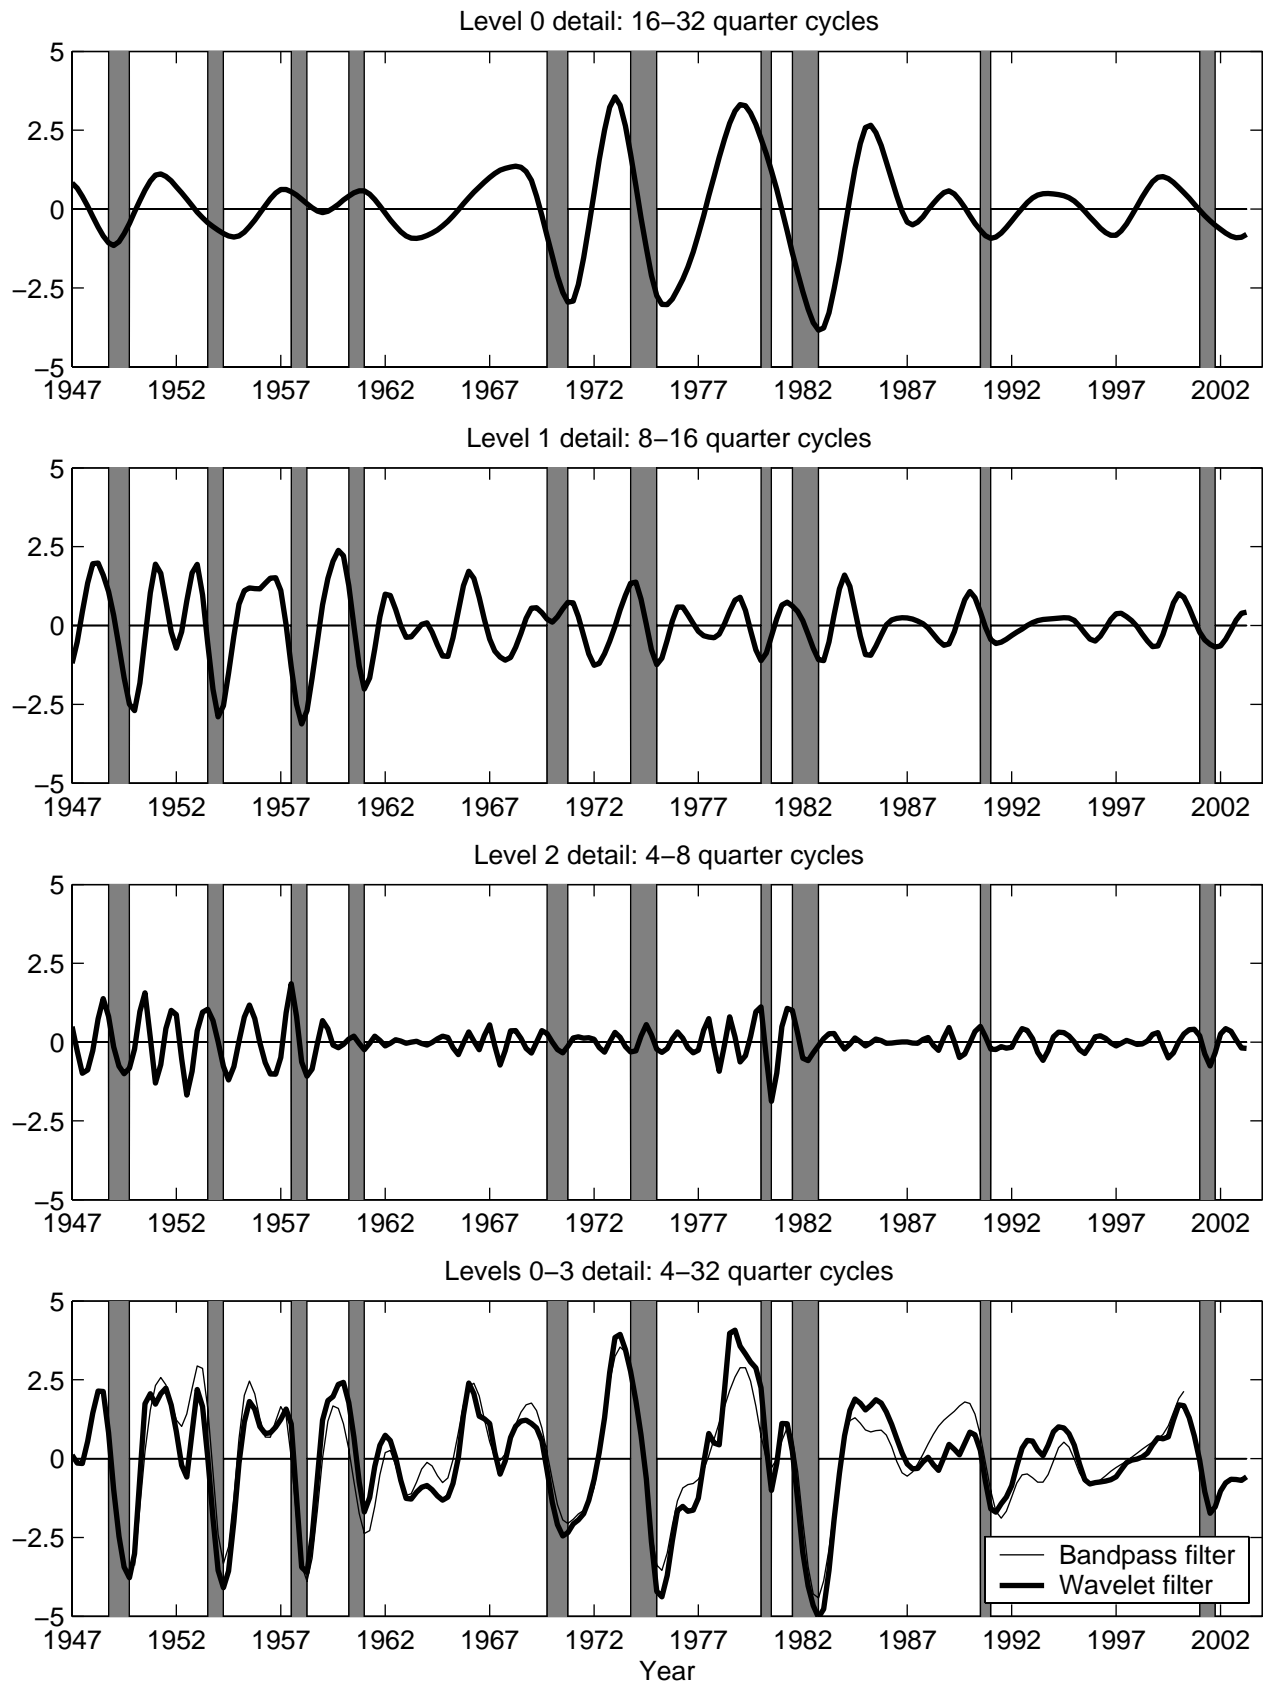 Level 0 detail: 16−32 quarter cycles
5
2.5
0
−2.5
−5
1947 1952 1957 1962 1967 1972 1977 1982 1987 1992 1997 2002
Level 1 detail: 8−16 quarter cycles
5
2.5
0
−2.5
−5
1947 1952 1957 1962 1967 1972 1977 1982 1987 1992 1997 2002
Level 2 detail: 4−8 quarter cycles
5
2.5
0
−2.5
−5
1947 1952 1957 1962 1967 1972 1977 1982 1987 1992 1997 2002
Levels 0−3 detail: 4−32 quarter cycles
5
2.5
0
−2.5
−5
Bandpass filter
Wavelet filter
1947 1952 1957 1962 1967 1972 1977 1982 1987 1992 1997 2002
Year